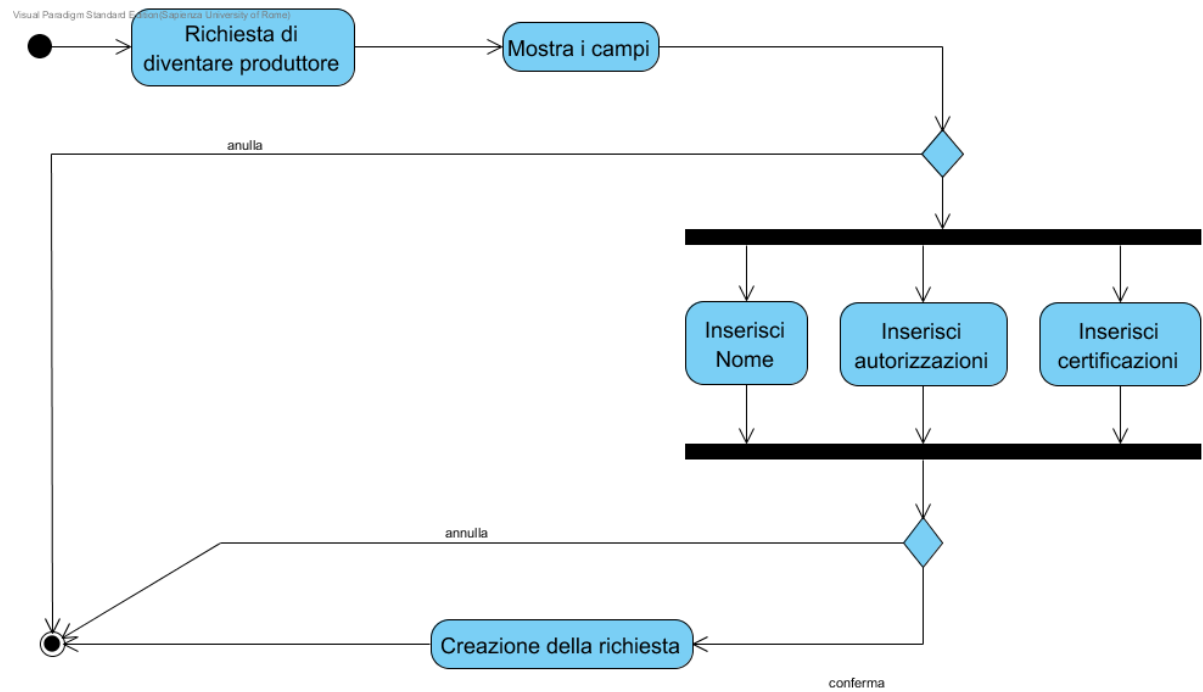 Visual Paradigm Standard Edition(Sapienza University of Rome)
Richiesta di
diventare produttore
Mostra i campi
anulla
Inserisci
Nome
Inserisci
autorizzazioni
Inserisci
certificazioni
annulla
Creazione della richiesta
conferma